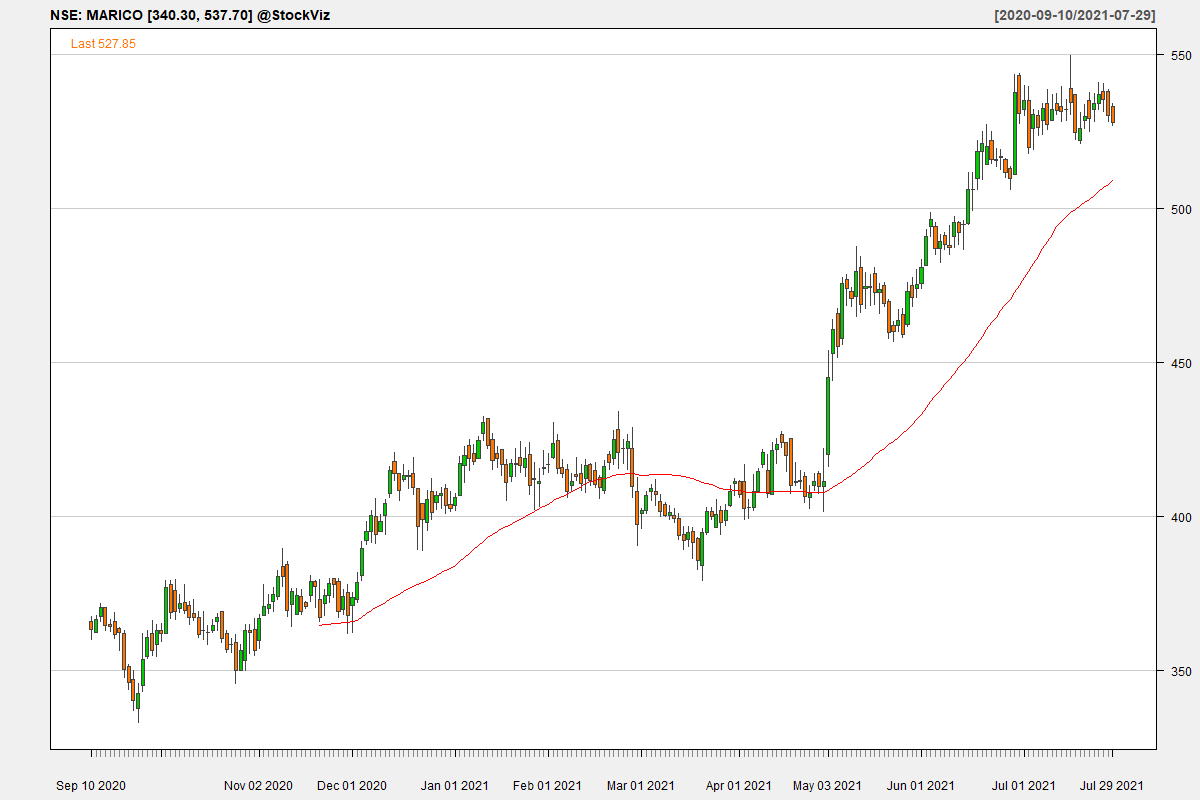 NSE: MARICO [340.30, 537.70] @StockViz [2020-09-10/2021-07-29]
Last 527.85
550
500
450
400
350
Sep 10 2020 Nov 02 2020 Dec 01 2020 Jan 01 2021 Feb 01 2021 Mar 01 2021 Apr 01 2021 May 03 2021 Jun 01 2021 Jul 01 2021 Jul 29 2021